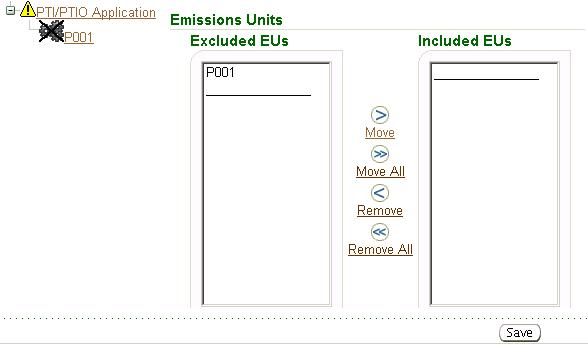 PTI/PTIO Application
P001
Emissions Units
Excluded EUs
Included EUs
P001
Move
Move All
Remove
Remove All
Save